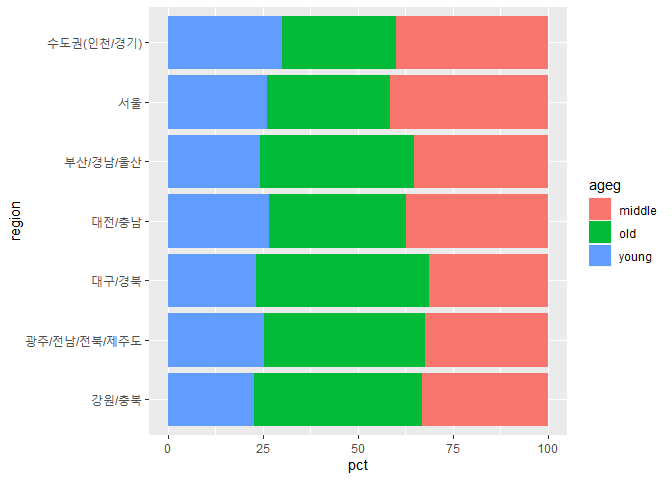 수도권(인천/경기)
서울
부산/경남/울산
대전/충남
대구/경북
광주/전남/전북/제주도
강원/충북
region
0 25 50 75 100
pct
ageg
middle
old
young